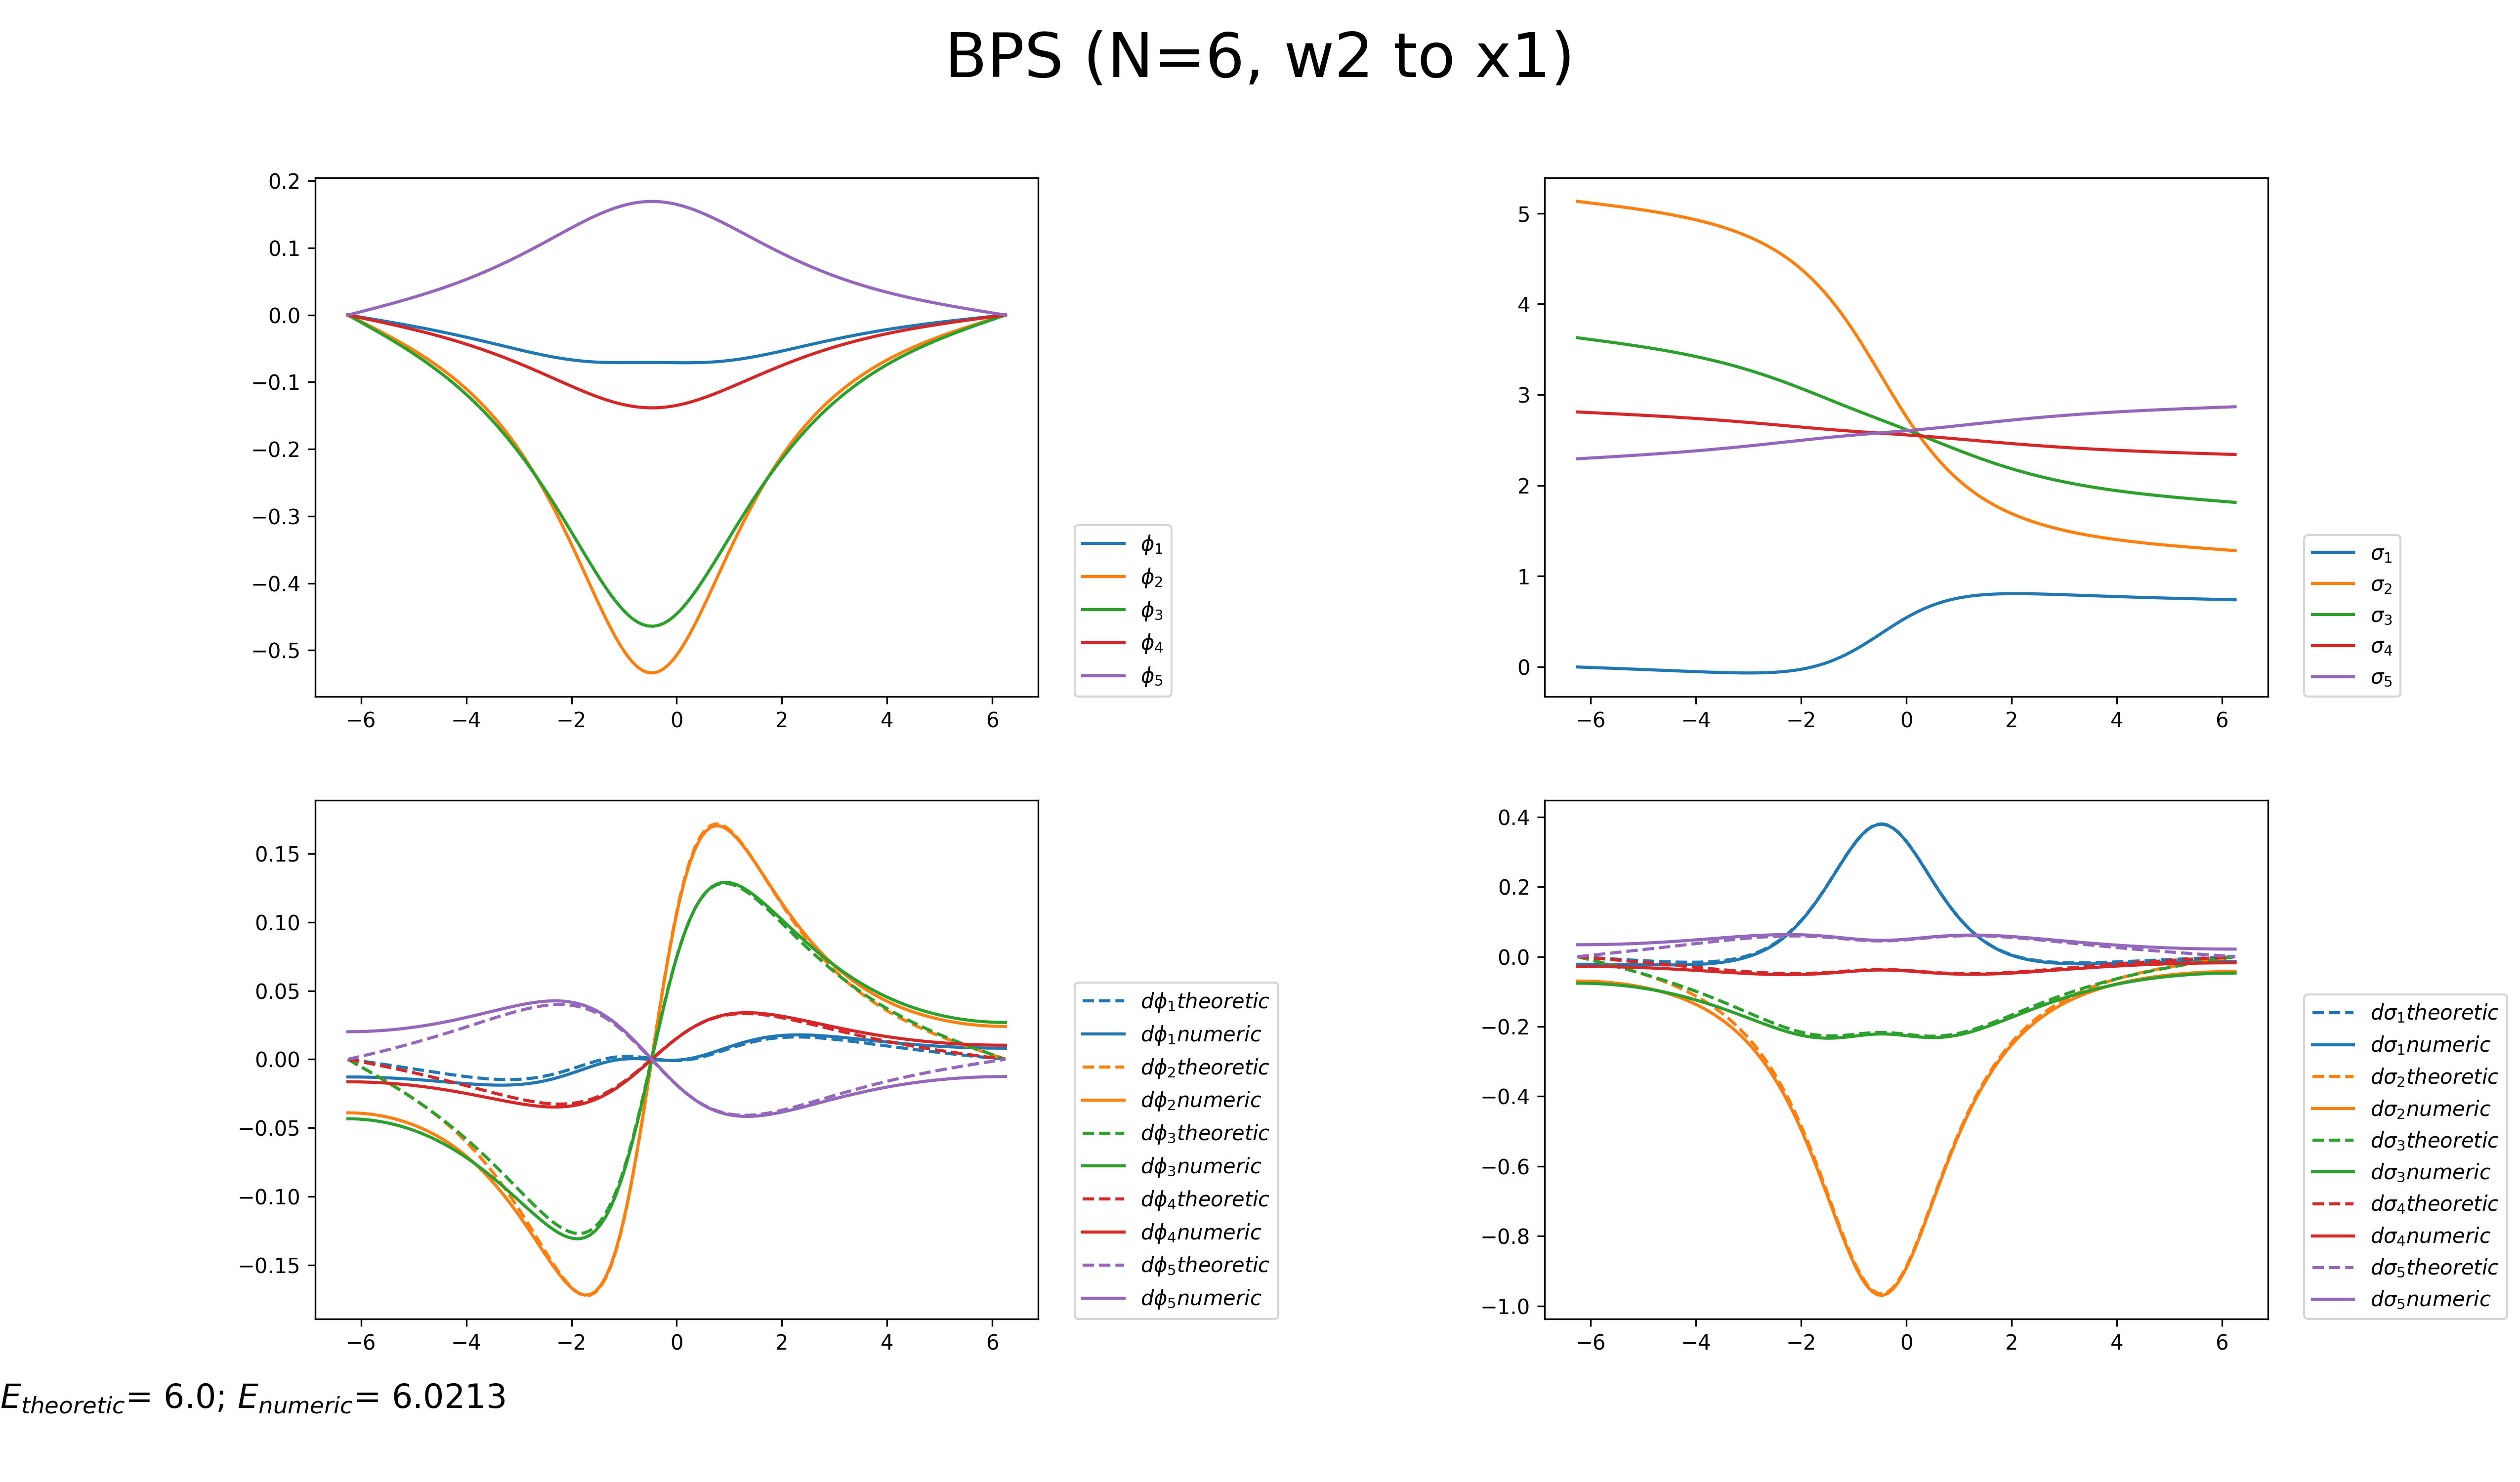 BPS (N=6, w2 to x1)
0.2
0.1
0.0
−0.1
−0.2
−0.3
−0.4
−0.5
−6 −4 −2 0 2 4 6
ϕ₁
ϕ₂
ϕ₃
ϕ₄
ϕ₅
5
4
3
2
1
0
−6 −4 −2 0 2 4 6
σ₁
σ₂
σ₃
σ₄
σ₅
0.15
0.10
0.05
0.00
−0.05
−0.10
−0.15
−6 −4 −2 0 2 4 6
dϕ₁theoretic
dϕ₁numeric
dϕ₂theoretic
dϕ₂numeric
dϕ₃theoretic
dϕ₃numeric
dϕ₄theoretic
dϕ₄numeric
dϕ₅theoretic
dϕ₅numeric
0.4
0.2
0.0
−0.2
−0.4
−0.6
−0.8
−1.0
−6 −4 −2 0 2 4 6
dσ₁theoretic
dσ₁numeric
dσ₂theoretic
dσ₂numeric
dσ₃theoretic
dσ₃numeric
dσ₄theoretic
dσ₄numeric
dσ₅theoretic
dσ₅numeric
E_theoretic= 6.0; E_numeric= 6.0213